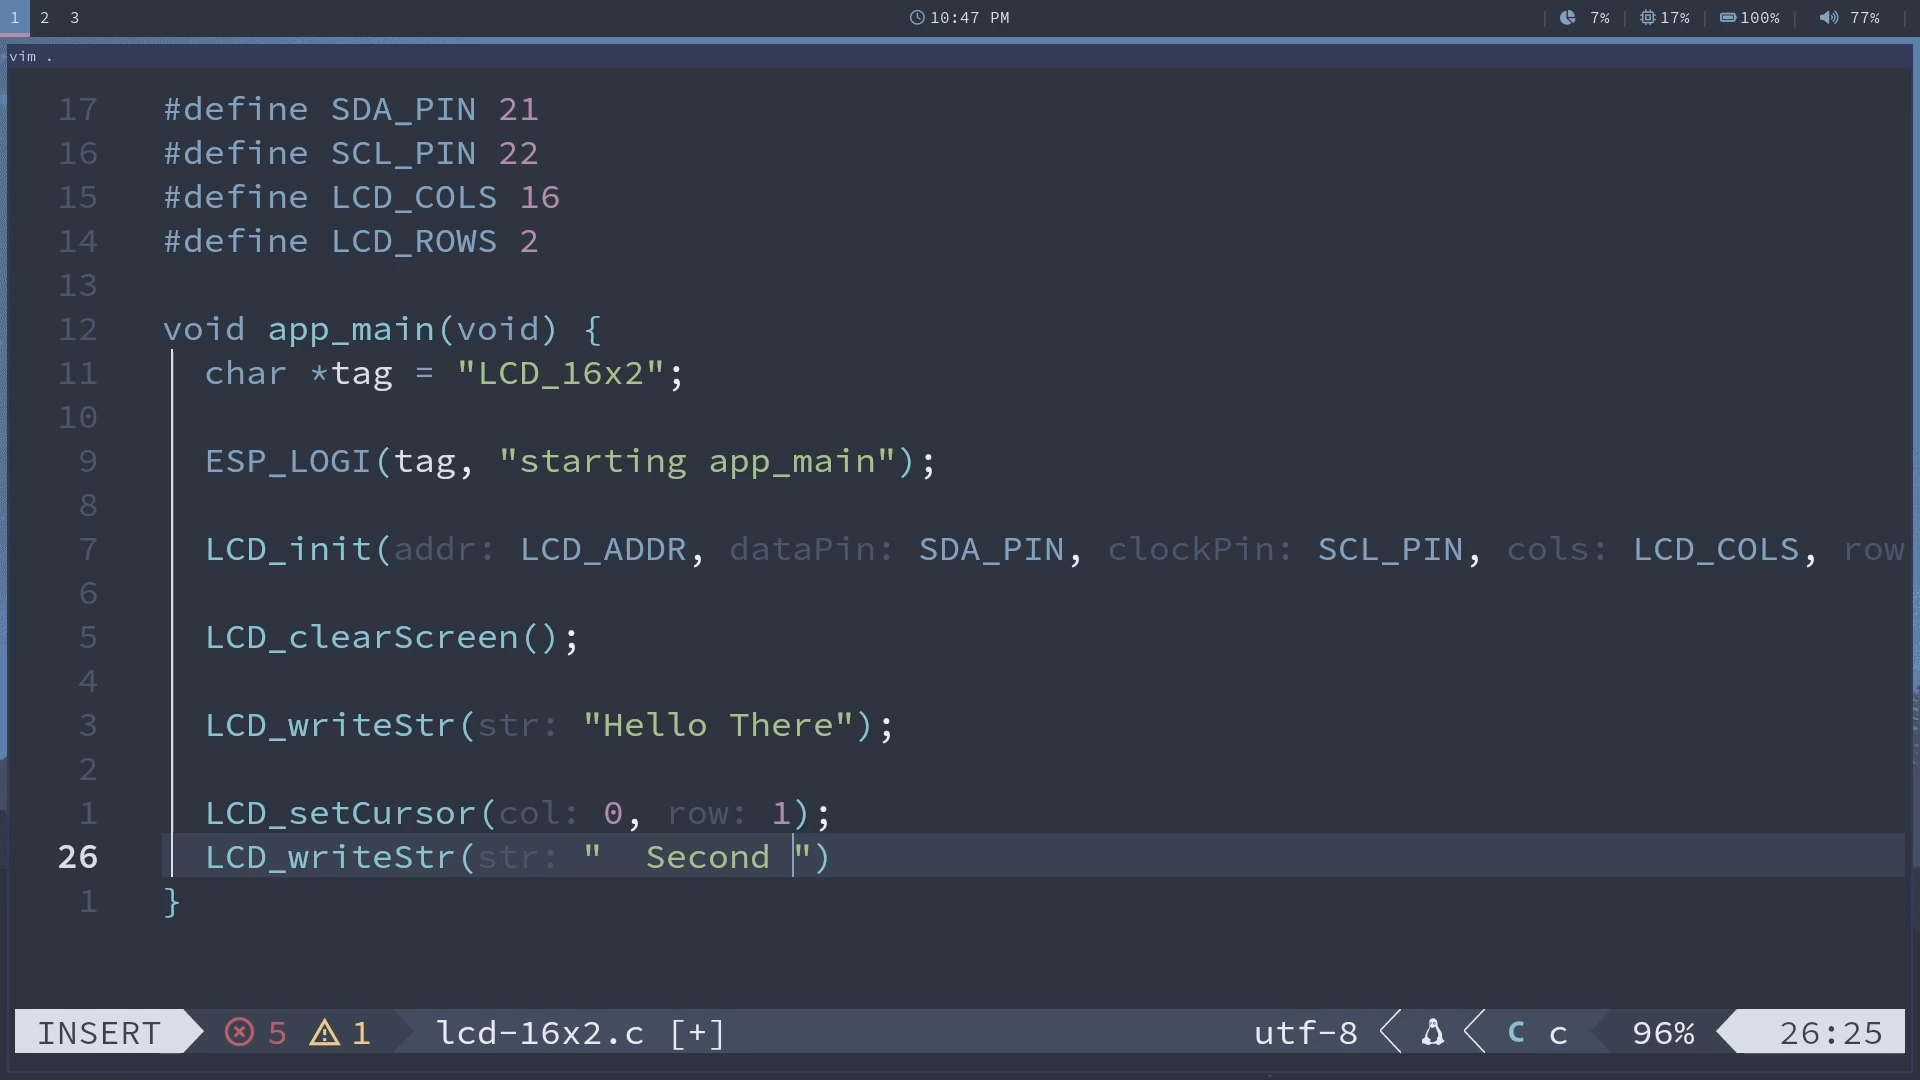 1 2 3 10:47 PM 7% 17% 100% 77%
vim .
17 #define SDA_PIN 21
16 #define SCL_PIN 22
15 #define LCD_COLS 16
14 #define LCD_ROWS 2
13
12 void app_main(void) {
11 char *tag = "LCD_16x2";
10
9 ESP_LOGI(tag, "starting app_main");
8
7 LCD_init(addr: LCD_ADDR, dataPin: SDA_PIN, clockPin: SCL_PIN, cols: LCD_COLS, row
6
5 LCD_clearScreen();
4
3 LCD_writeStr(str: "Hello There");
2
1 LCD_setCursor(col: 0, row: 1);
26 LCD_writeStr(str: "  Second ")
1 }
INSERT 5 1 lcd-16x2.c [+] utf-8 C c 96% 26:25